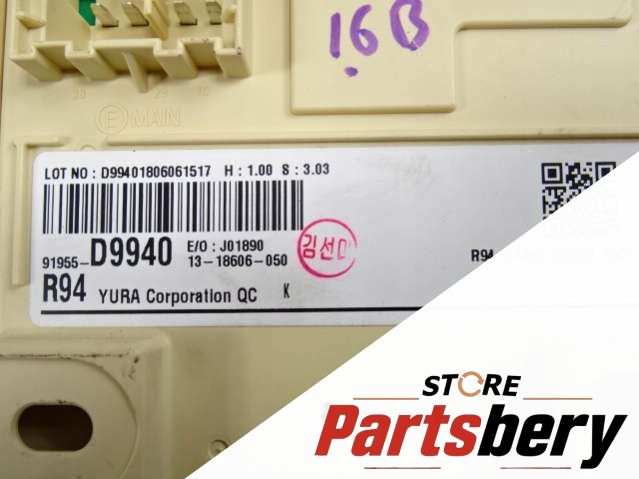 16B
E MAIN
LOT NO : D99401806061517 H : 1.00 S : 3.03
91955-D9940 E/O : J01890
13-18606-050
R94 YURA Corporation QC K
김선
R94
STORE
Partsbery